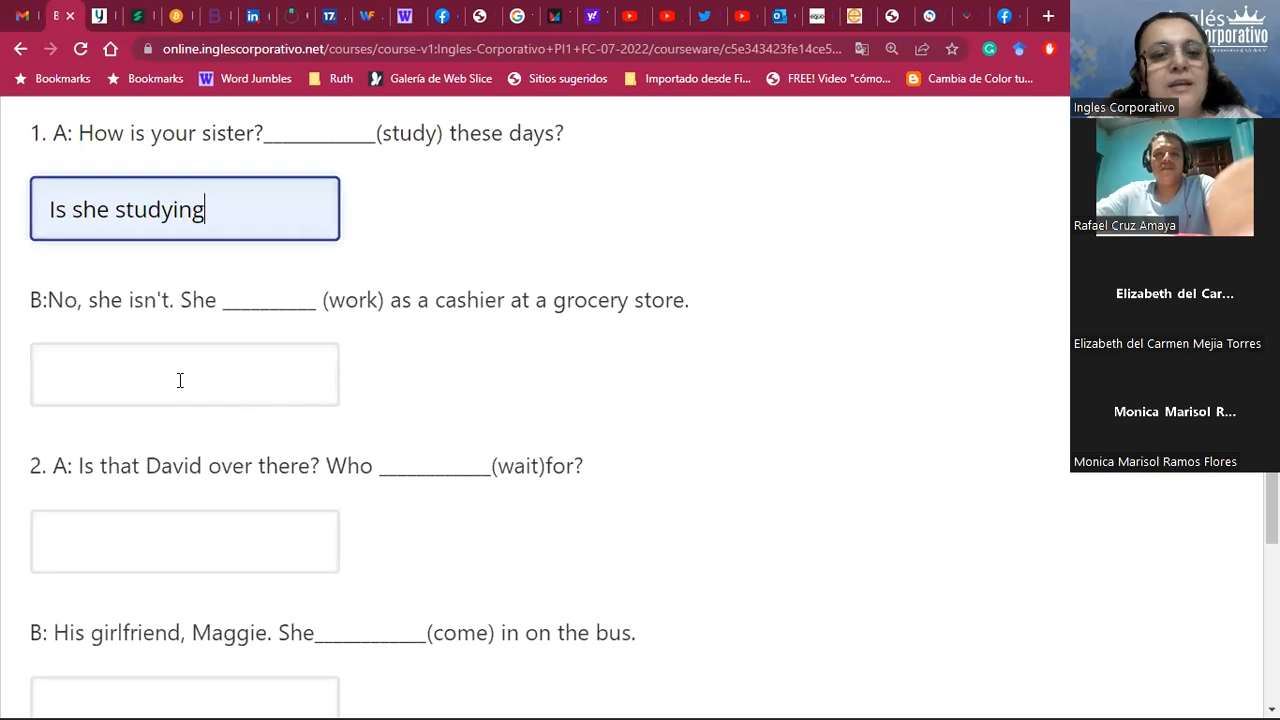 online.inglescorporativo.net/courses/course-v1:Ingles-Corporativo+PI1+FC-07-2022/courseware/c5e343423fe14ce5...
Bookmarks
Bookmarks
Word Jumbles
Ruth
Galería de Web Slice
Sitios sugeridos
Importado desde Fi...
FREE! Video "cómo...
Cambia de Color tu...
1. A: How is your sister?____________(study) these days?
Is she studying
B:No, she isn't. She __________ (work) as a cashier at a grocery store.
2. A: Is that David over there? Who ____________(wait)for?
B: His girlfriend, Maggie. She____________(come) in on the bus.
Ingles Corporativo
Rafael Cruz Amaya
Elizabeth del Car...
Elizabeth del Carmen Mejia Torres
Monica Marisol R...
Monica Marisol Ramos Flores